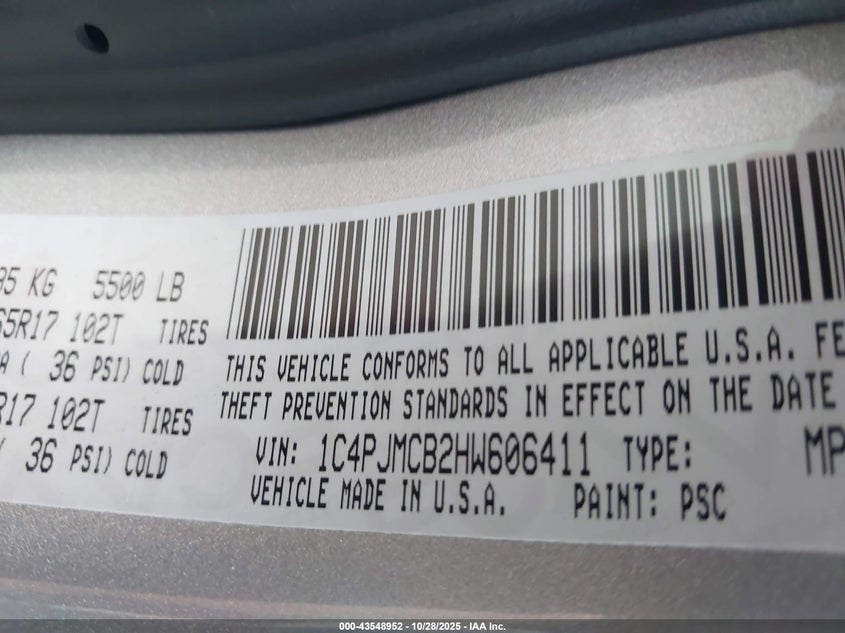 85 KG 5500 LB
65R17 102T TIRES
A ( 36 PSI) COLD
R17 102T TIRES
( 36 PSI) COLD
THIS VEHICLE CONFORMS TO ALL APPLICABLE U.S.A. FE
THEFT PREVENTION STANDARDS IN EFFECT ON THE DATE
VIN: 1C4PJMCB2HW606411 TYPE: MP
VEHICLE MADE IN U.S.A. PAINT: PSC
000-43548952 | 10/28/2025 - IAA Inc.